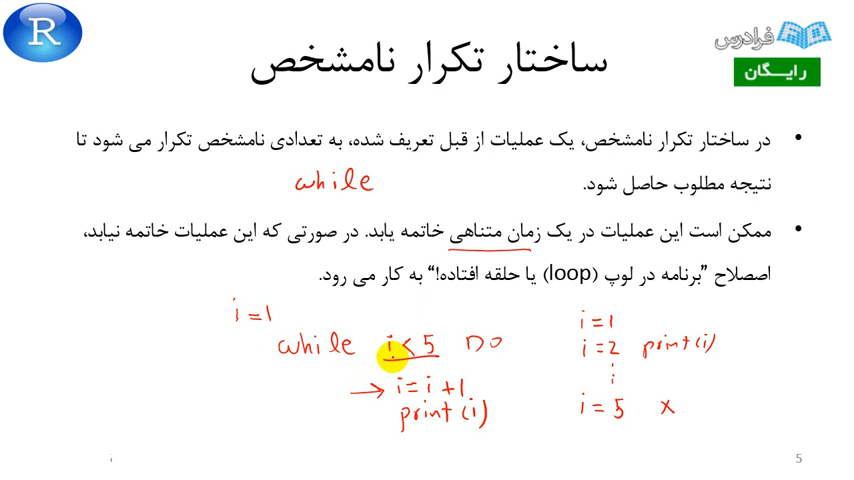 R
فرادرس
رایـــگان
ساختار تکرار نامشخص
• در ساختار تکرار نامشخص، یک عملیات از قبل تعریف شده، به تعدادی نامشخص تکرار می شود تا
نتیجه مطلوب حاصل شود.
while
• ممکن است این عملیات در یک زمان متناهی خاتمه یابد. در صورتی که این عملیات خاتمه نیابد،
اصصلاح ”برنامه در لوپ (loop) یا حلقه افتاده!“ به کار می رود.
i = 1
while i < 5 DO
→ i = i + 1
print(i)
i = 1
i = 2 print(i)
⋮
i = 5 x
i
5